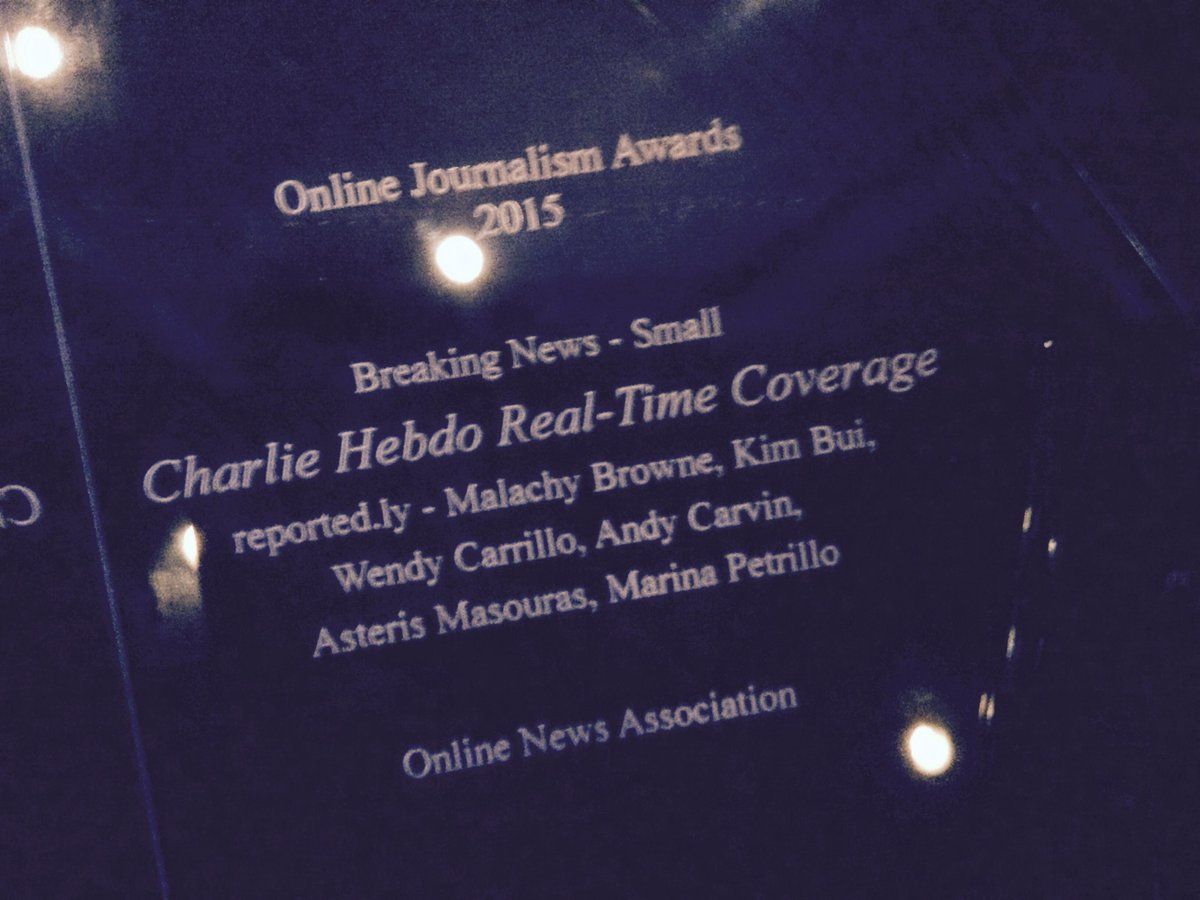 Online Journalism Awards
2015
Breaking News - Small
Charlie Hebdo Real-Time Coverage
reported.ly - Malachy Browne, Kim Bui,
Wendy Carrillo, Andy Carvin,
Asteris Masouras, Marina Petrillo
Online News Association